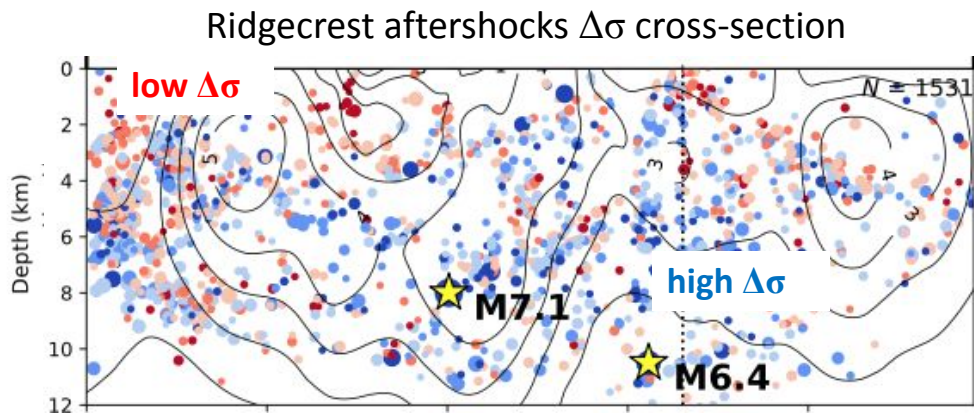 Ridgecrest aftershocks Δσ cross-section
0
low Δσ
N = 1531
2
5
3
4
4
4
3
Depth (km)
6
high Δσ
8
M7.1
10
M6.4
12